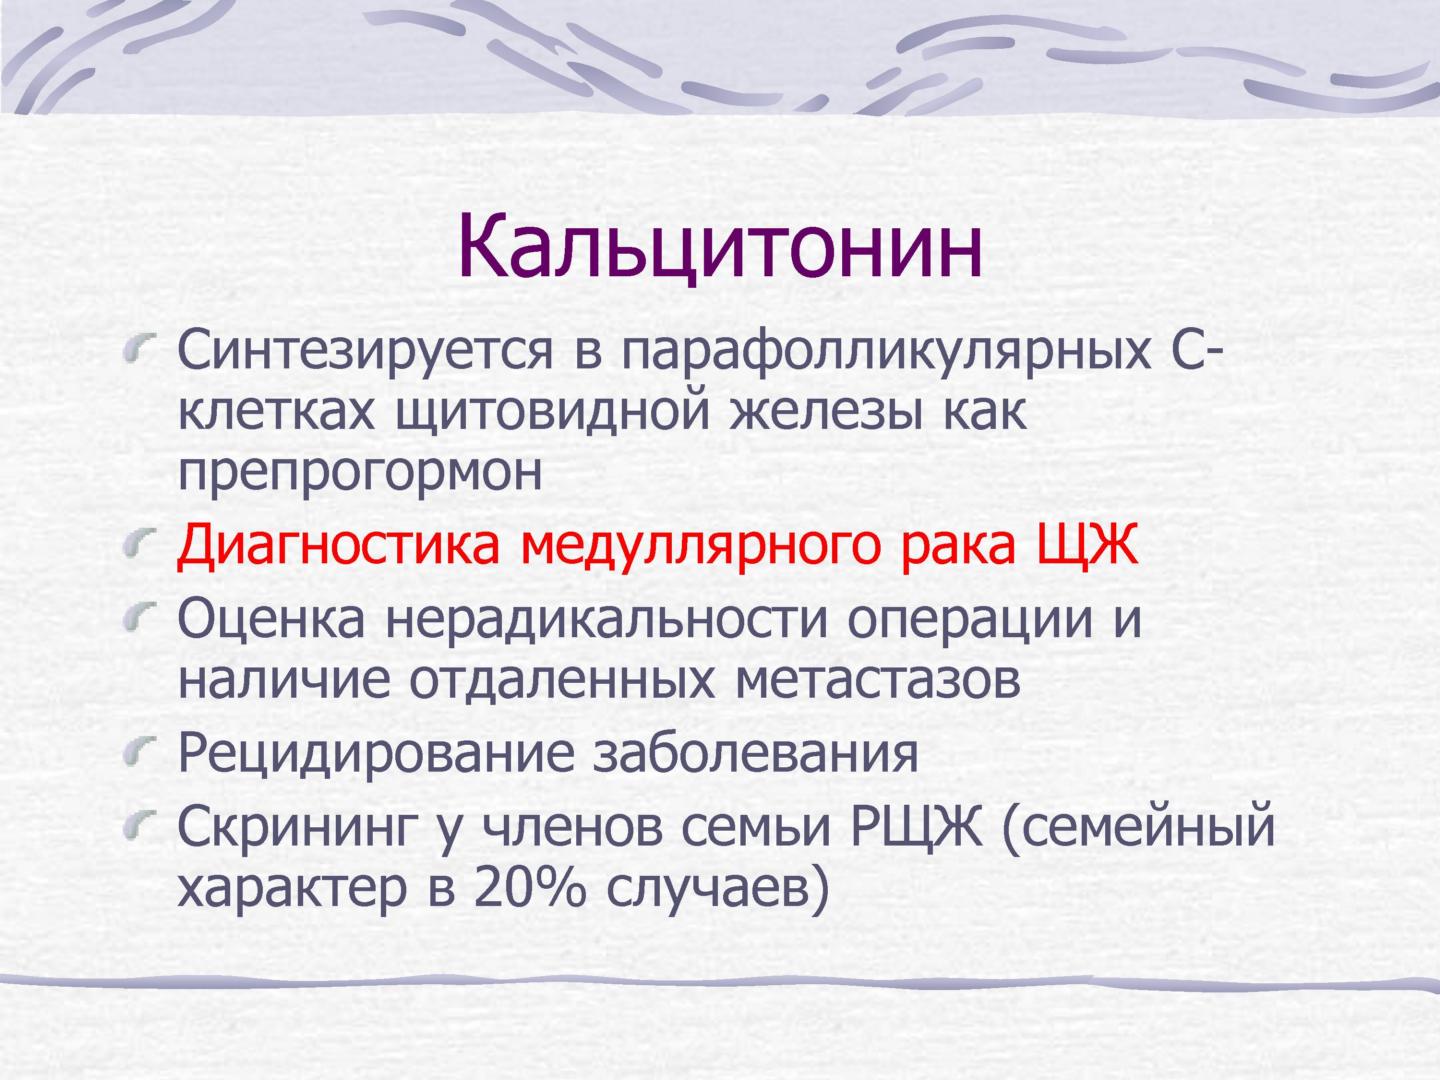 Кальцитонин
Синтезируется в парафолликулярных С-
клетках щитовидной железы как
препрогормон
Диагностика медуллярного рака ЩЖ
Оценка нерадикальности операции и
наличие отдаленных метастазов
Рецидирование заболевания
Скрининг у членов семьи РЩЖ (семейный
характер в 20% случаев)